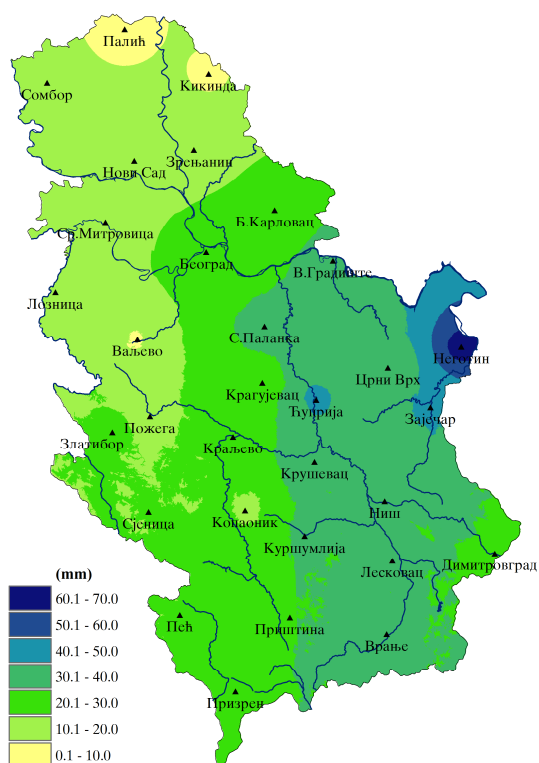 Палић
Кикинда
Сомбор
Зрењанин
Нови Сад
Б.Карловац
Ср.Митровица
Београд
В.Градиште
Лозница
С.Паланка
Ваљево
Неготин
Црни Врх
Крагујевац
Ћуприја
Зајечар
Пожега
Златибор
Краљево
Крушевац
Ниш
Сјеница
Копаоник
Куршумлија
Димитровград
Лесковац
(mm)
60.1 - 70.0
50.1 - 60.0
40.1 - 50.0
30.1 - 40.0
20.1 - 30.0
10.1 - 20.0
0.1 - 10.0
Пећ
Приштина
Врање
Призрен